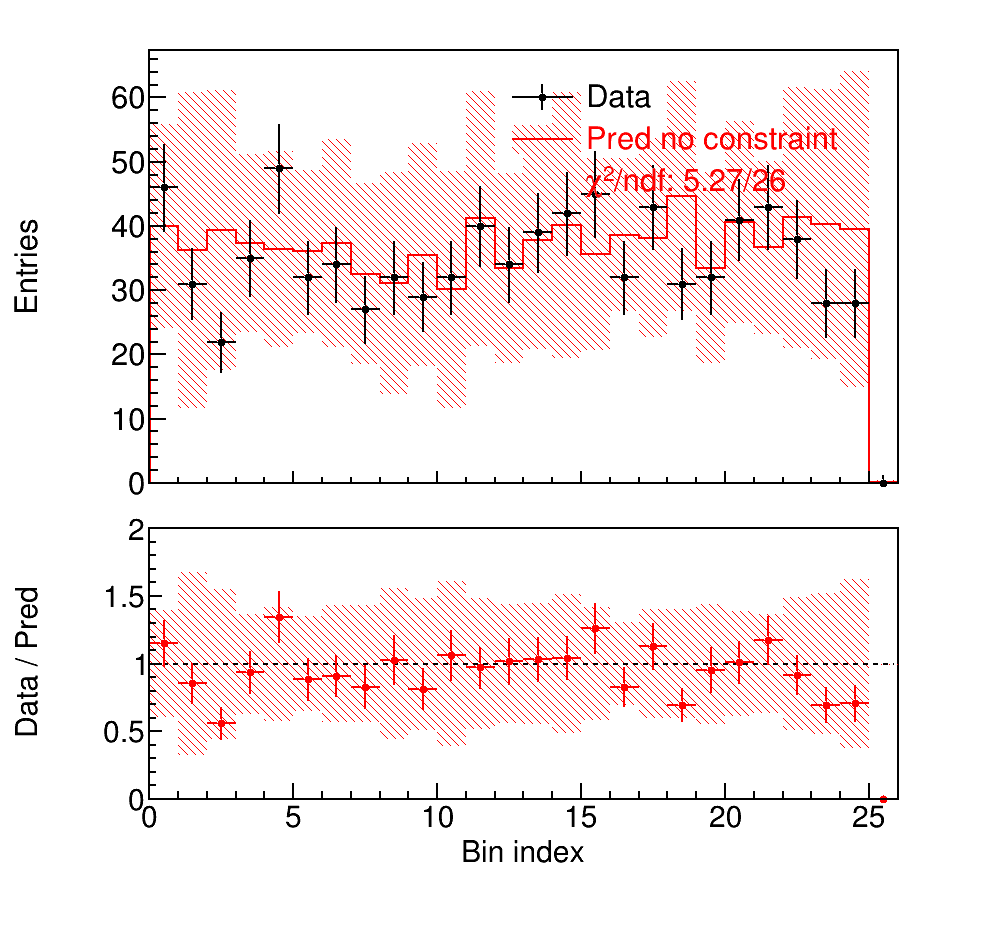 60
50
40
30
20
10
0
Entries
Data
Pred no constraint
χ²/ndf: 5.27/26
2
1.5
1
0.5
0
Data / Pred
0 5 10 15 20 25
Bin index